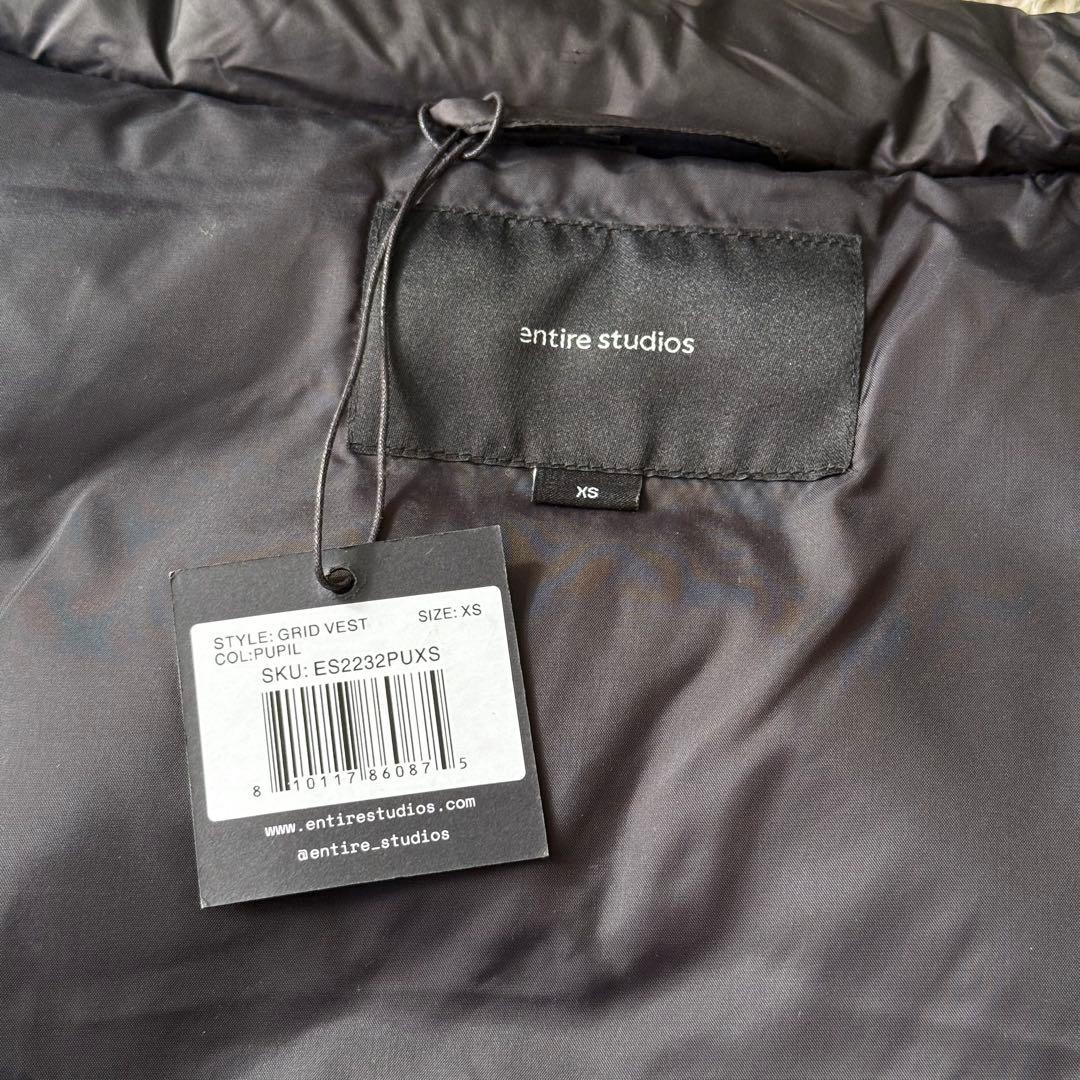 entire studios
XS
STYLE: GRID VEST SIZE: XS
COL:PUPIL
SKU: ES2232PUXS
8 10117 86087 5
www.entirestudios.com
@entire_studios